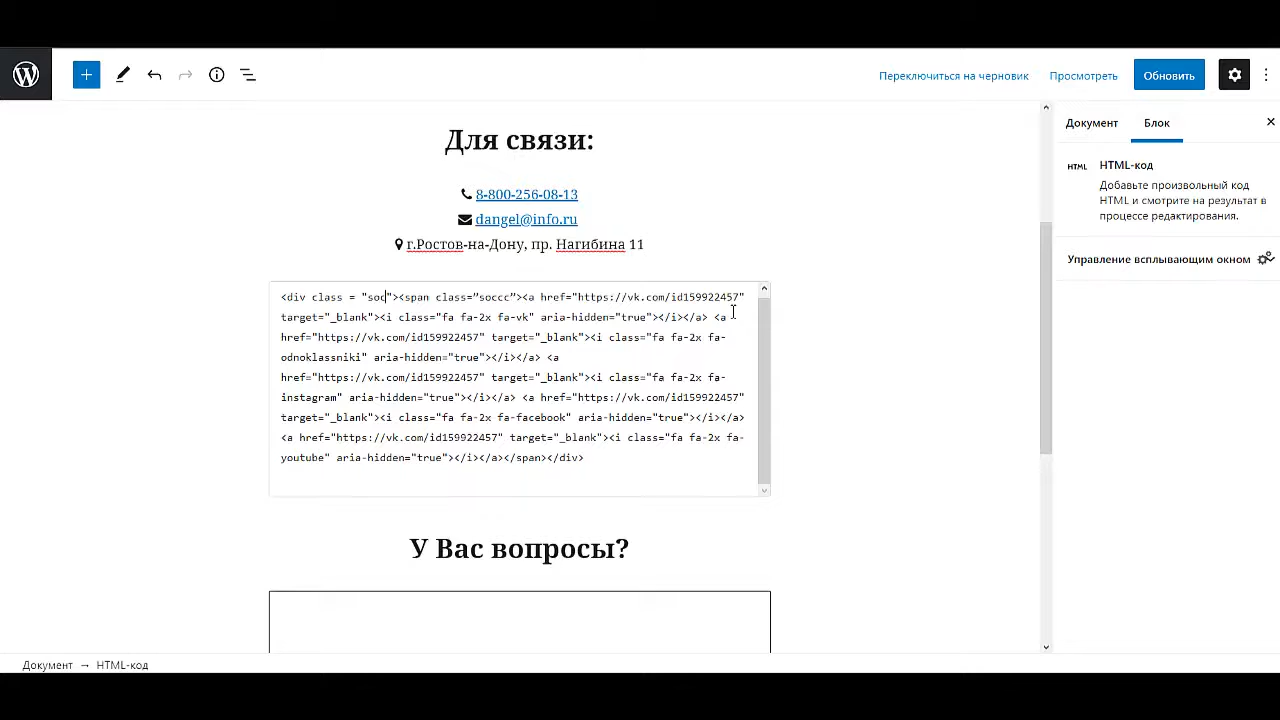 Переключиться на черновик
Просмотреть
Обновить
Документ
Блок
Для связи:
8-800-256-08-13
dangel@info.ru
г.Ростов-на-Дону, пр. Нагибина 11
HTML
HTML-код
Добавьте произвольный код
HTML и смотрите на результат в
процессе редактирования.
Управление всплывающим окном
<div class = "soc"><span class=”soccc”><a href="https://vk.com/id159922457"
target="_blank"><i class="fa fa-2x fa-vk" aria-hidden="true"></i></a> <a
href="https://vk.com/id159922457" target="_blank"><i class="fa fa-2x fa-
odnoklassniki" aria-hidden="true"></i></a> <a
href="https://vk.com/id159922457" target="_blank"><i class="fa fa-2x fa-
instagram" aria-hidden="true"></i></a> <a href="https://vk.com/id159922457"
target="_blank"><i class="fa fa-2x fa-facebook" aria-hidden="true"></i></a>
<a href="https://vk.com/id159922457" target="_blank"><i class="fa fa-2x fa-
youtube" aria-hidden="true"></i></a></span></div>
У Вас вопросы?
Документ → HTML-код